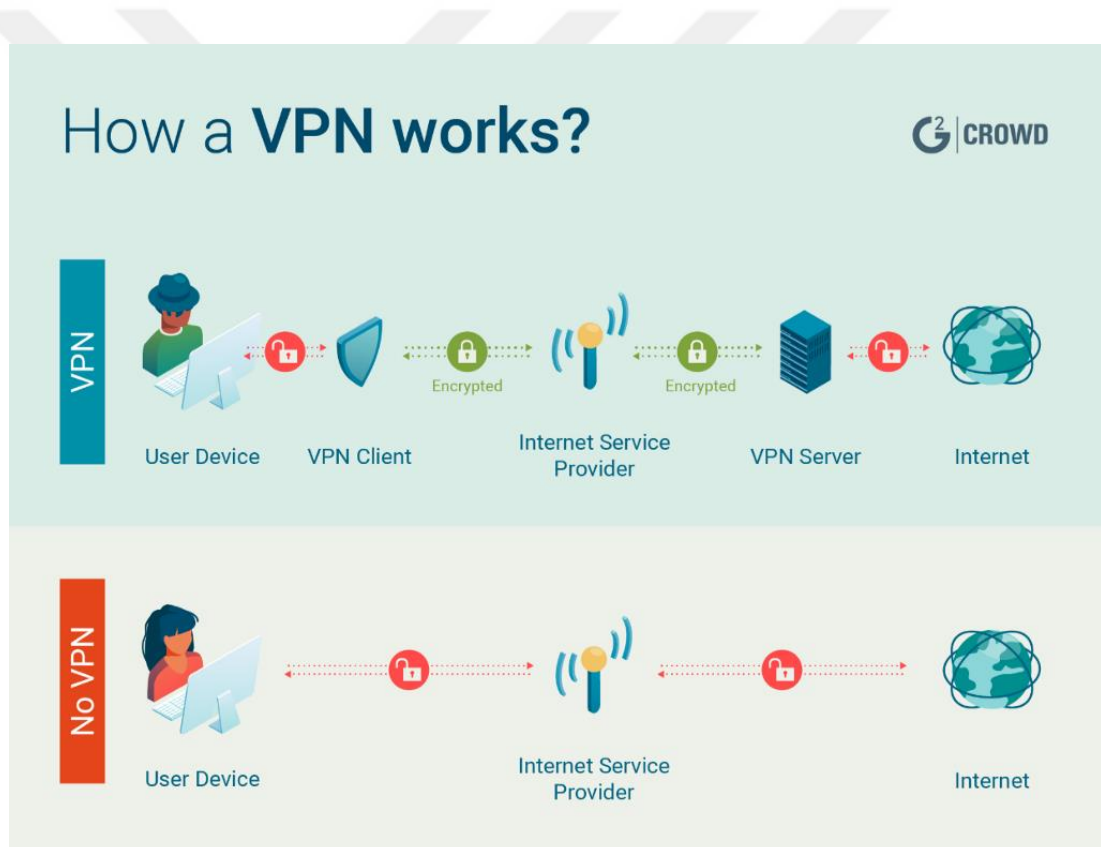 How a VPN works?
G2 | CROWD
VPN
Encrypted
Encrypted
User Device
VPN Client
Internet Service
Provider
VPN Server
Internet
No VPN
User Device
Internet Service
Provider
Internet